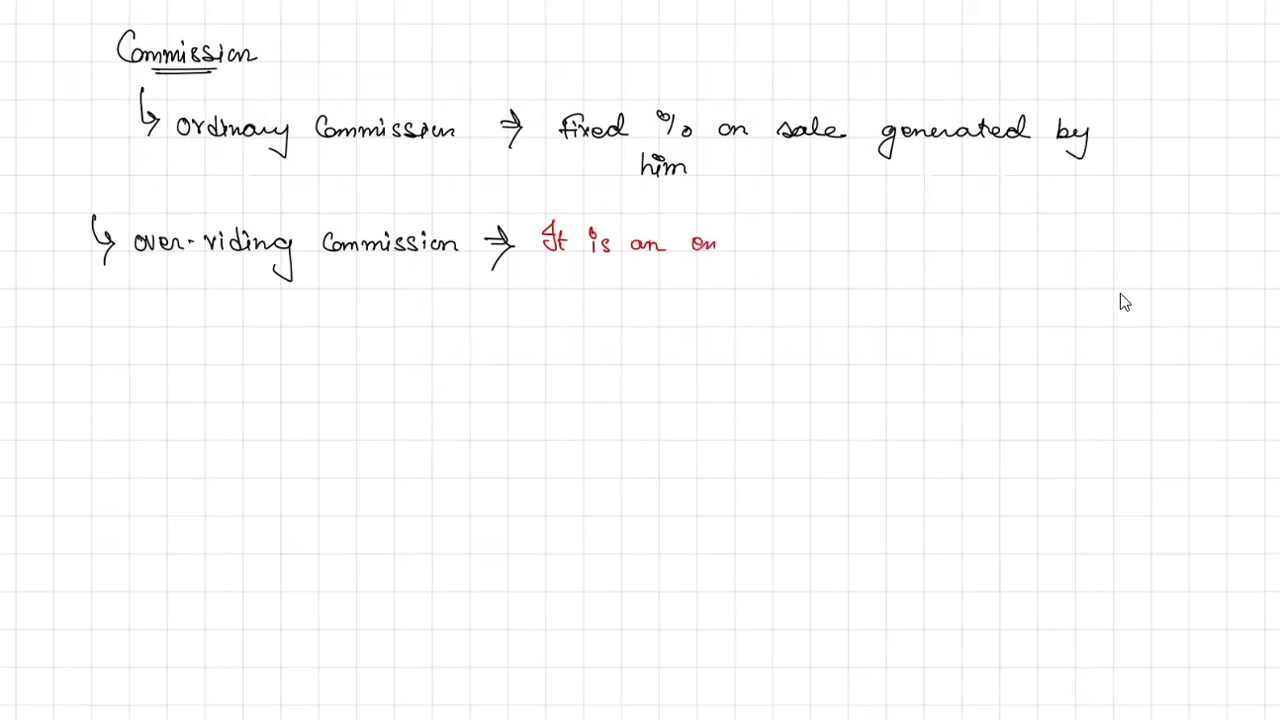 Commission
↳ ordinary Commission ⇒ fixed % on sale generated by
him
↳ over-riding Commission ⇒ It is an on